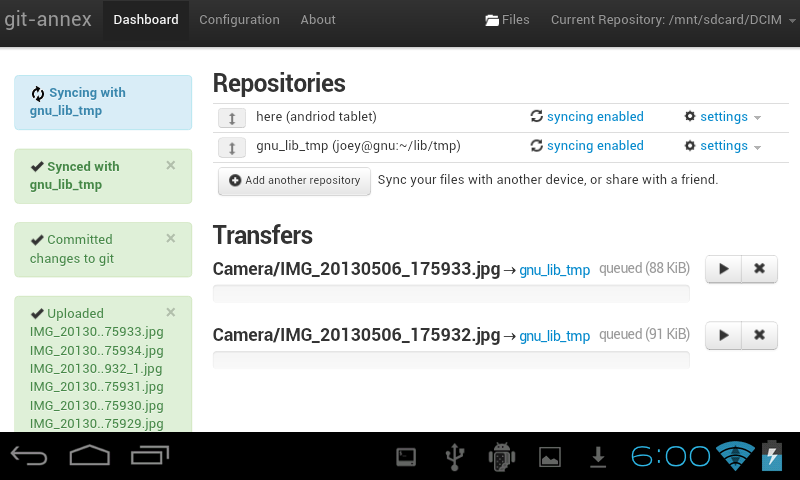 git-annex Dashboard Configuration About Files Current Repository: /mnt/sdcard/DCIM
Syncing with
gnu_lib_tmp
Synced with ×
gnu_lib_tmp
Committed ×
changes to git
Uploaded ×
IMG_20130..75933.jpg
IMG_20130..75934.jpg
IMG_20130..932_1.jpg
IMG_20130..75931.jpg
IMG_20130..75930.jpg
IMG_20130..75929.jpg
Repositories
here (andriod tablet) syncing enabled settings
gnu_lib_tmp (joey@gnu:~/lib/tmp) syncing enabled settings
Add another repository Sync your files with another device, or share with a friend.
Transfers
Camera/IMG_20130506_175933.jpg → gnu_lib_tmp queued (88 KiB)
Camera/IMG_20130506_175932.jpg → gnu_lib_tmp queued (91 KiB)
6:00